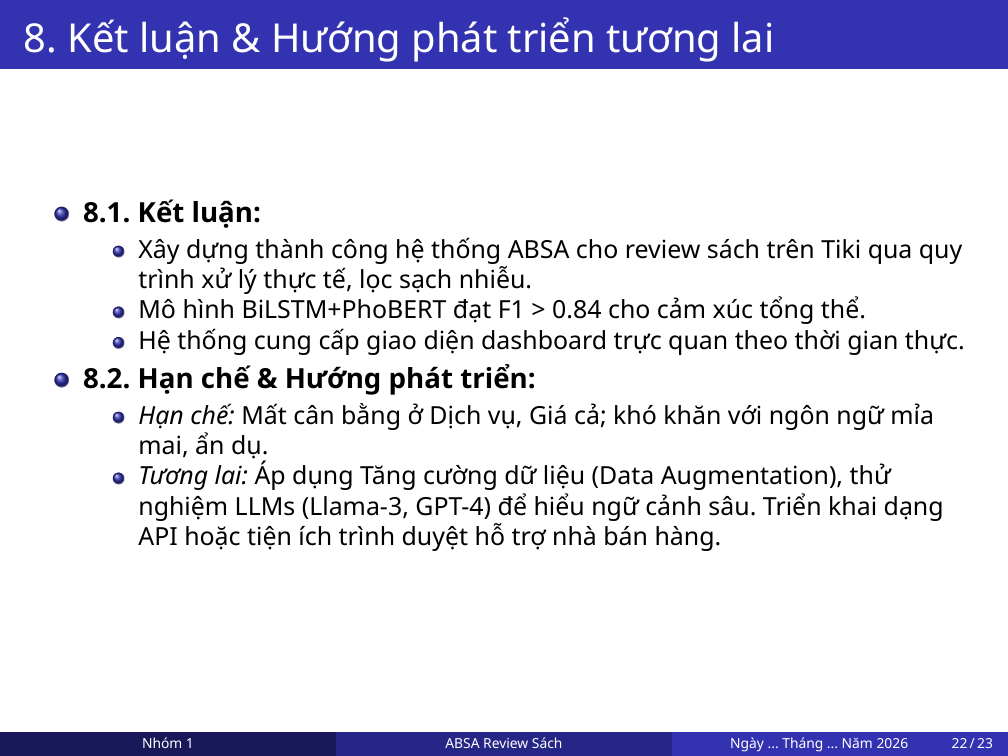 8. Kết luận & Hướng phát triển tương lai
8.1. Kết luận:
Xây dựng thành công hệ thống ABSA cho review sách trên Tiki qua quy
trình xử lý thực tế, lọc sạch nhiễu.
Mô hình BiLSTM+PhoBERT đạt F1 > 0.84 cho cảm xúc tổng thể.
Hệ thống cung cấp giao diện dashboard trực quan theo thời gian thực.
8.2. Hạn chế & Hướng phát triển:
Hạn chế: Mất cân bằng ở Dịch vụ, Giá cả; khó khăn với ngôn ngữ mỉa
mai, ẩn dụ.
Tương lai: Áp dụng Tăng cường dữ liệu (Data Augmentation), thử
nghiệm LLMs (Llama-3, GPT-4) để hiểu ngữ cảnh sâu. Triển khai dạng
API hoặc tiện ích trình duyệt hỗ trợ nhà bán hàng.
Nhóm 1 ABSA Review Sách Ngày ... Tháng ... Năm 2026 22 / 23